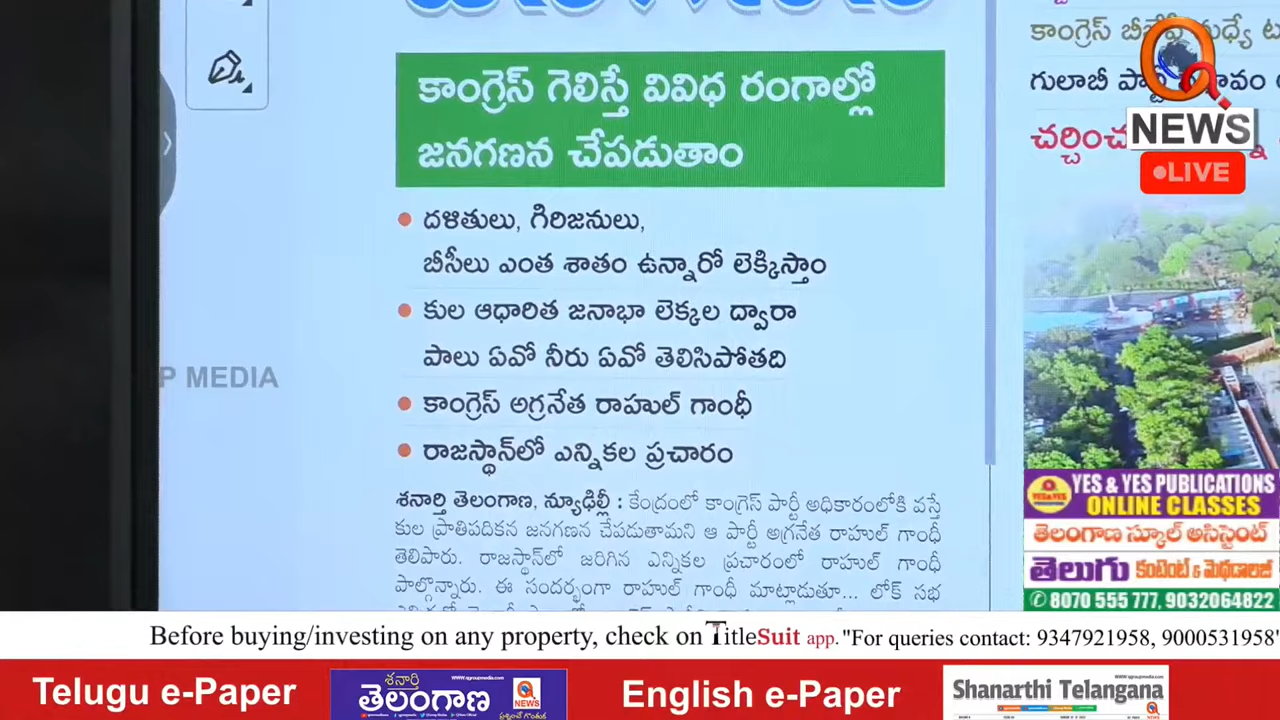 కాంగ్రెస్ గెలిస్తే వివిధ రంగాల్లో
జనగణన చేపడుతాం
దళితులు, గిరిజనులు,
బీసీలు ఎంత శాతం ఉన్నారో లెక్కిస్తాం
కుల ఆధారిత జనాభా లెక్కల ద్వారా
పాలు ఏవో నీరు ఏవో తెలిసిపోతది
కాంగ్రెస్ అగ్రనేత రాహుల్ గాంధీ
రాజస్థాన్‌లో ఎన్నికల ప్రచారం
శనార్తి తెలంగాణ, న్యూఢిల్లీ : కేంద్రంలో కాంగ్రెస్ పార్టీ అధికారంలోకి వస్తే
కుల ప్రాతిపదికన జనగణన చేపడుతామని ఆ పార్టీ అగ్రనేత రాహుల్ గాంధీ
తెలిపారు. రాజస్థాన్‌లో జరిగిన ఎన్నికల ప్రచారంలో రాహుల్ గాంధీ
పాల్గొన్నారు. ఈ సందర్భంగా రాహుల్ గాంధీ మాట్లాడుతూ... లోక్ సభ
P MEDIA
కాంగ్రెస్
గులాబీ
Q
NEWS
LIVE
YES & YES PUBLICATIONS
ONLINE CLASSES
తెలంగాణ స్కూల్ అసిస్టెంట్
తెలుగు కంటెంట్ & మెథడాలజీ
8070 555 777, 9032064822
Before buying/investing on any property, check on TitleSuit app. "For queries contact: 9347921958, 9000531958"
Telugu e-Paper
శనార్తి
తెలంగాణ
Q NEWS
English e-Paper
Shanarthi Telangana